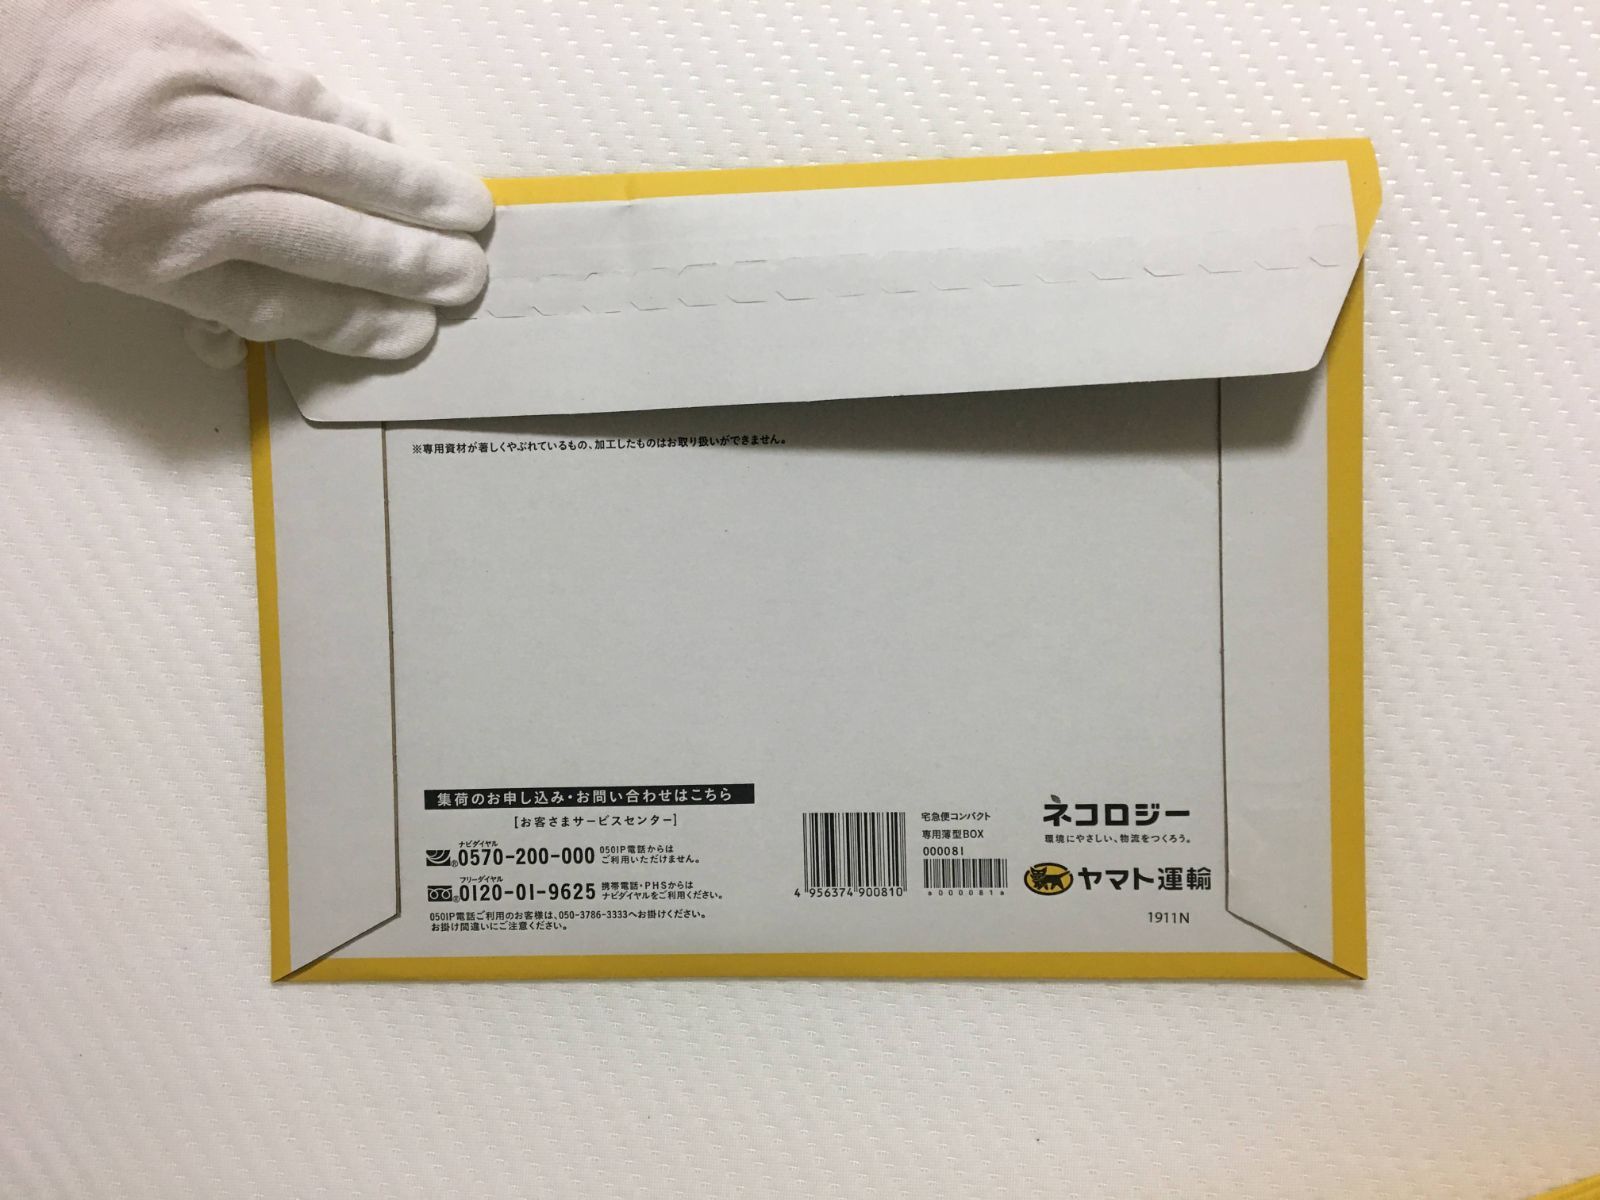 ※専用資材が著しくやぶれているもの、加工したものはお取り扱いができません。
集荷のお申し込み・お問い合わせはこちら
[お客さまサービスセンター]
ナビダイヤル
®0570-200-000 050IP電話からは
ご利用いただけません。
フリーダイヤル
®0120-01-9625 携帯電話・PHSからは
ナビダイヤルをご利用ください。
050IP電話ご利用のお客様は、050-3786-3333へお掛けください。
お掛け間違いにご注意ください。
4 956374 900810
宅急便コンパクト
専用薄型BOX
000081
a000081a
ネコロジー
環境にやさしい、物流をつくろう。
ヤマト運輸
1911N